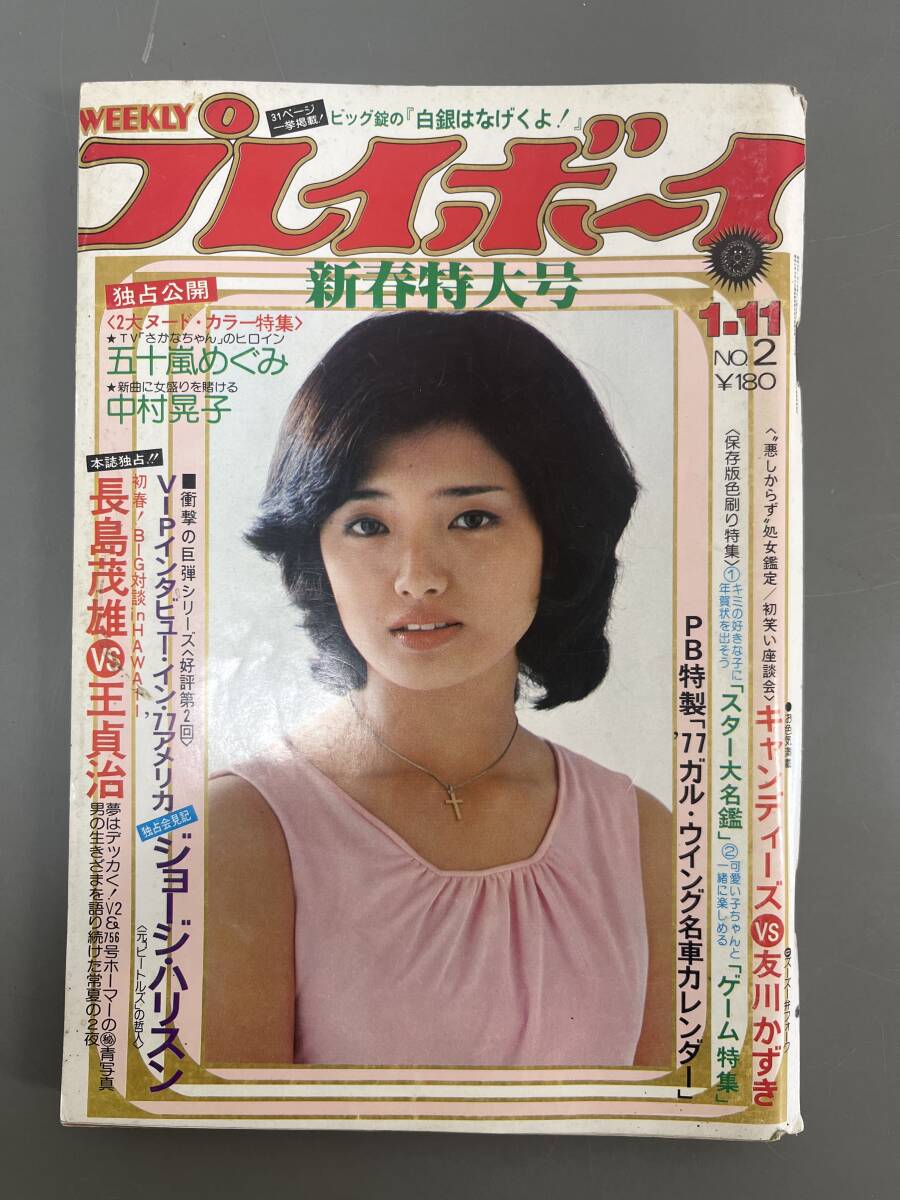 WEEKLY
31ページ
一挙掲載!
ビッグ錠の『白銀はなげくよ!』
プレイボーイ
新春特大号
1•11
NO.2
¥180
独占公開
〈2大ヌード・カラー特集〉
★TV「さかなちゃん」のヒロイン
五十嵐めぐみ
★新曲に女盛りを賭ける
中村晃子
〈"悪しからず"処女鑑定/初笑い座談会〉
キャンディーズVS友川かずき
〈保存版色刷り特集〉
①キミの好きな子に
年賀状を出そう
「スター大名鑑」
②可愛い子ちゃんと
一緒に楽しめる
「ゲーム特集」
PB特製「'77ガル・ウイング名車カレンダー」
■衝撃の巨弾シリーズ〈好評第2回〉
VIPインタビュー・イン・'77アメリカ
独占会見記
ジョージ・ハリスン
〈元"ビートルズ"の哲人〉
本誌独占!!
初春!BIG対談inHAWAII
長島茂雄VS王貞治
夢はデッカく!V2&756号ホーマーの㊙青写真
男の生きざまを語り続けた常夏の2夜